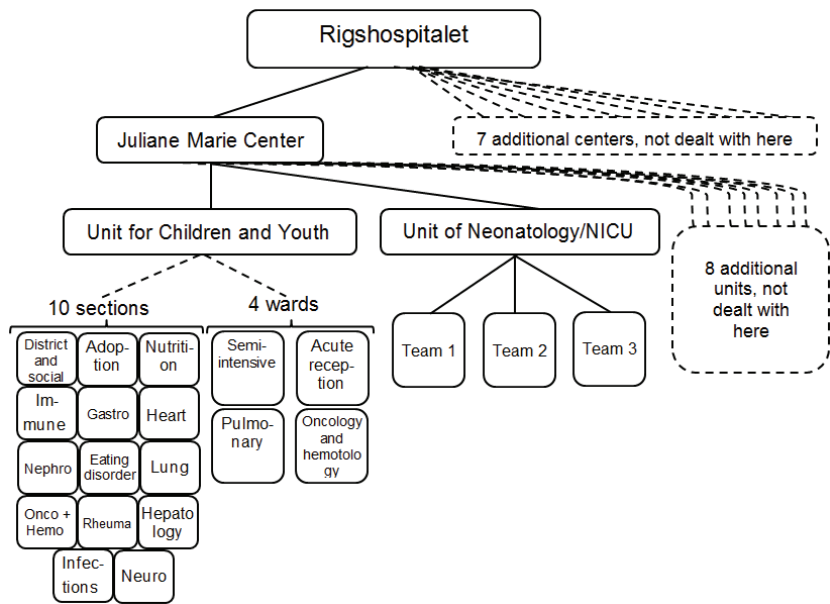 Rigshospitalet
Juliane Marie Center
7 additional centers, not dealt with here
Unit for Children and Youth
Unit of Neonatology/NICU
8 additional
units, not
dealt with
here
10 sections
4 wards
District and
social
Adop-
tion
Nutriti-
on
Im-
mune
Gastro
Heart
Nephro
Eating
disorder
Lung
Onco +
Hemo
Rheuma
Hepato
logy
Infec-
tions
Neuro
Semi-
intensive
Acute
recep-
tion
Pulmo-
nary
Oncology
and
hemotolo
gy
Team 1
Team 2
Team 3